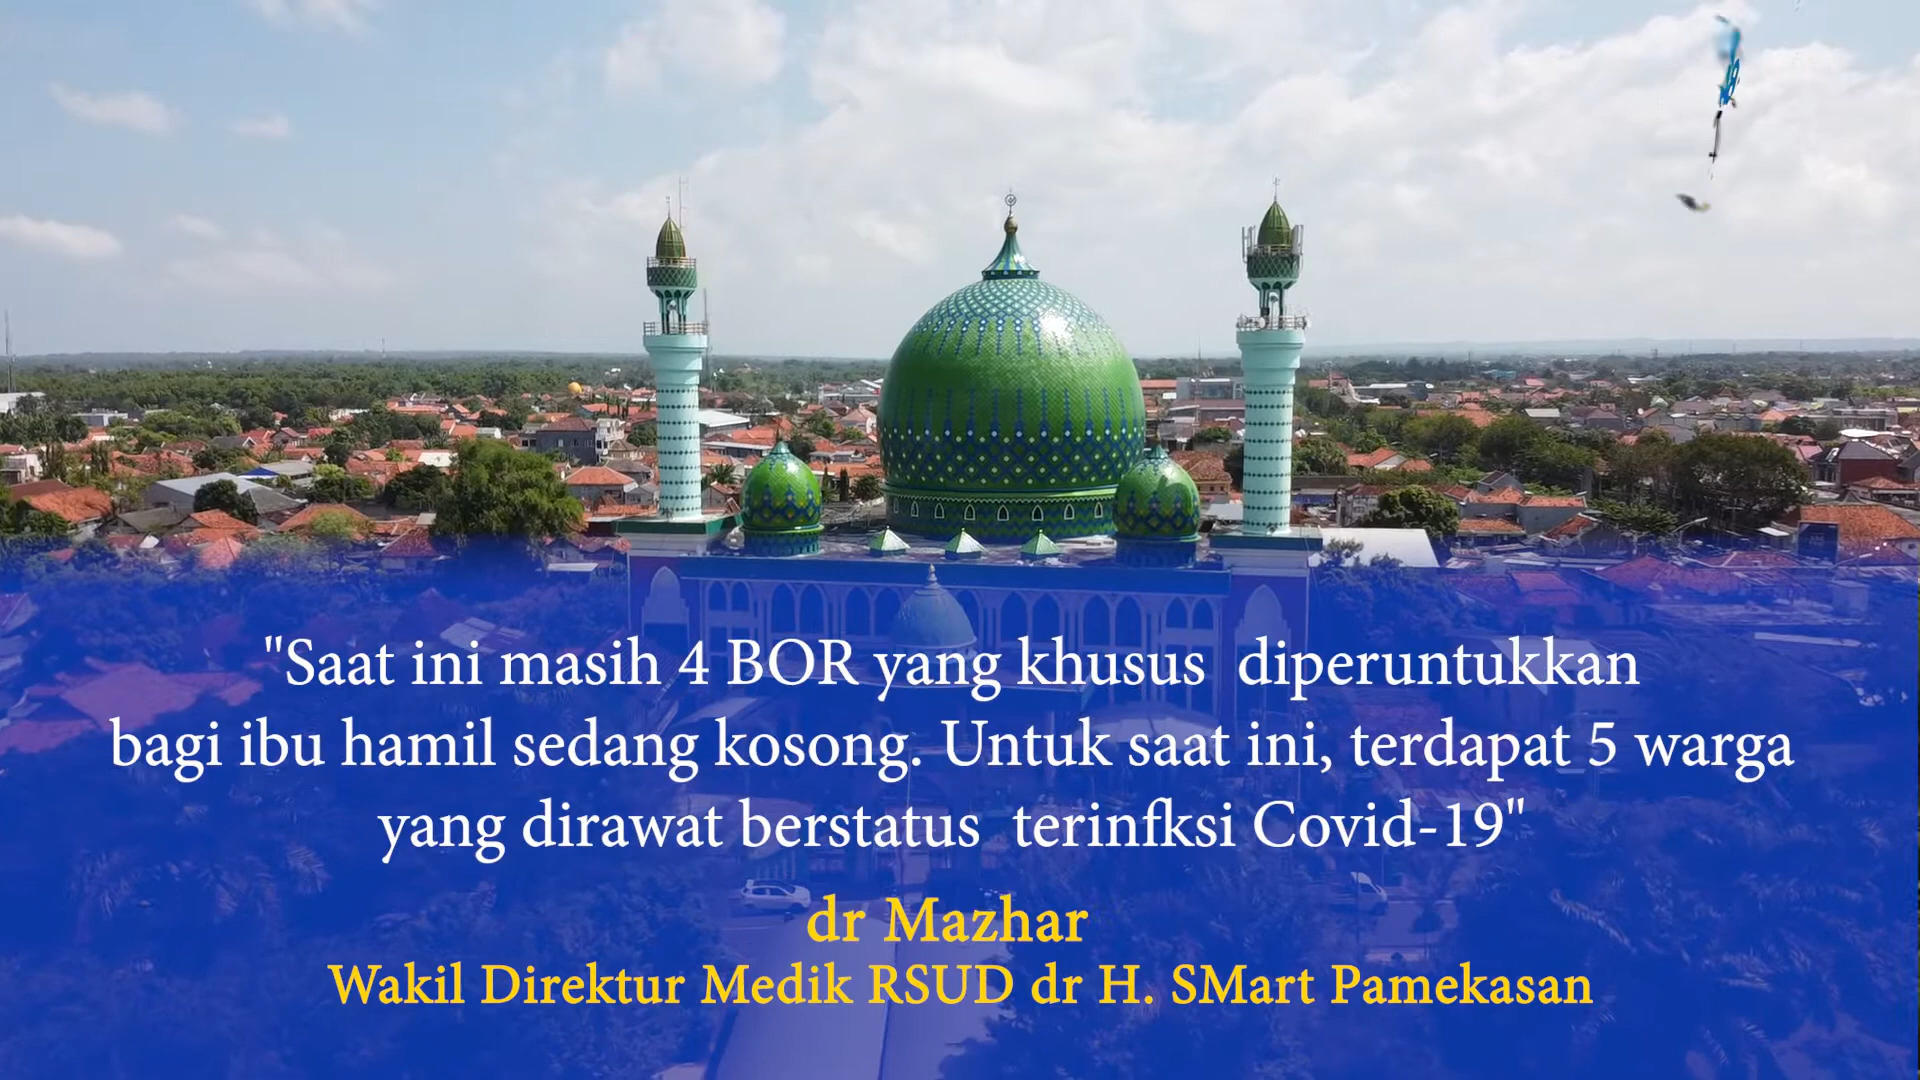 "Saat ini masih 4 BOR yang khusus  diperuntukkan
bagi ibu hamil sedang kosong. Untuk saat ini, terdapat 5 warga
yang dirawat berstatus  terinfksi Covid-19"
dr Mazhar
Wakil Direktur Medik RSUD dr H. SMart Pamekasan